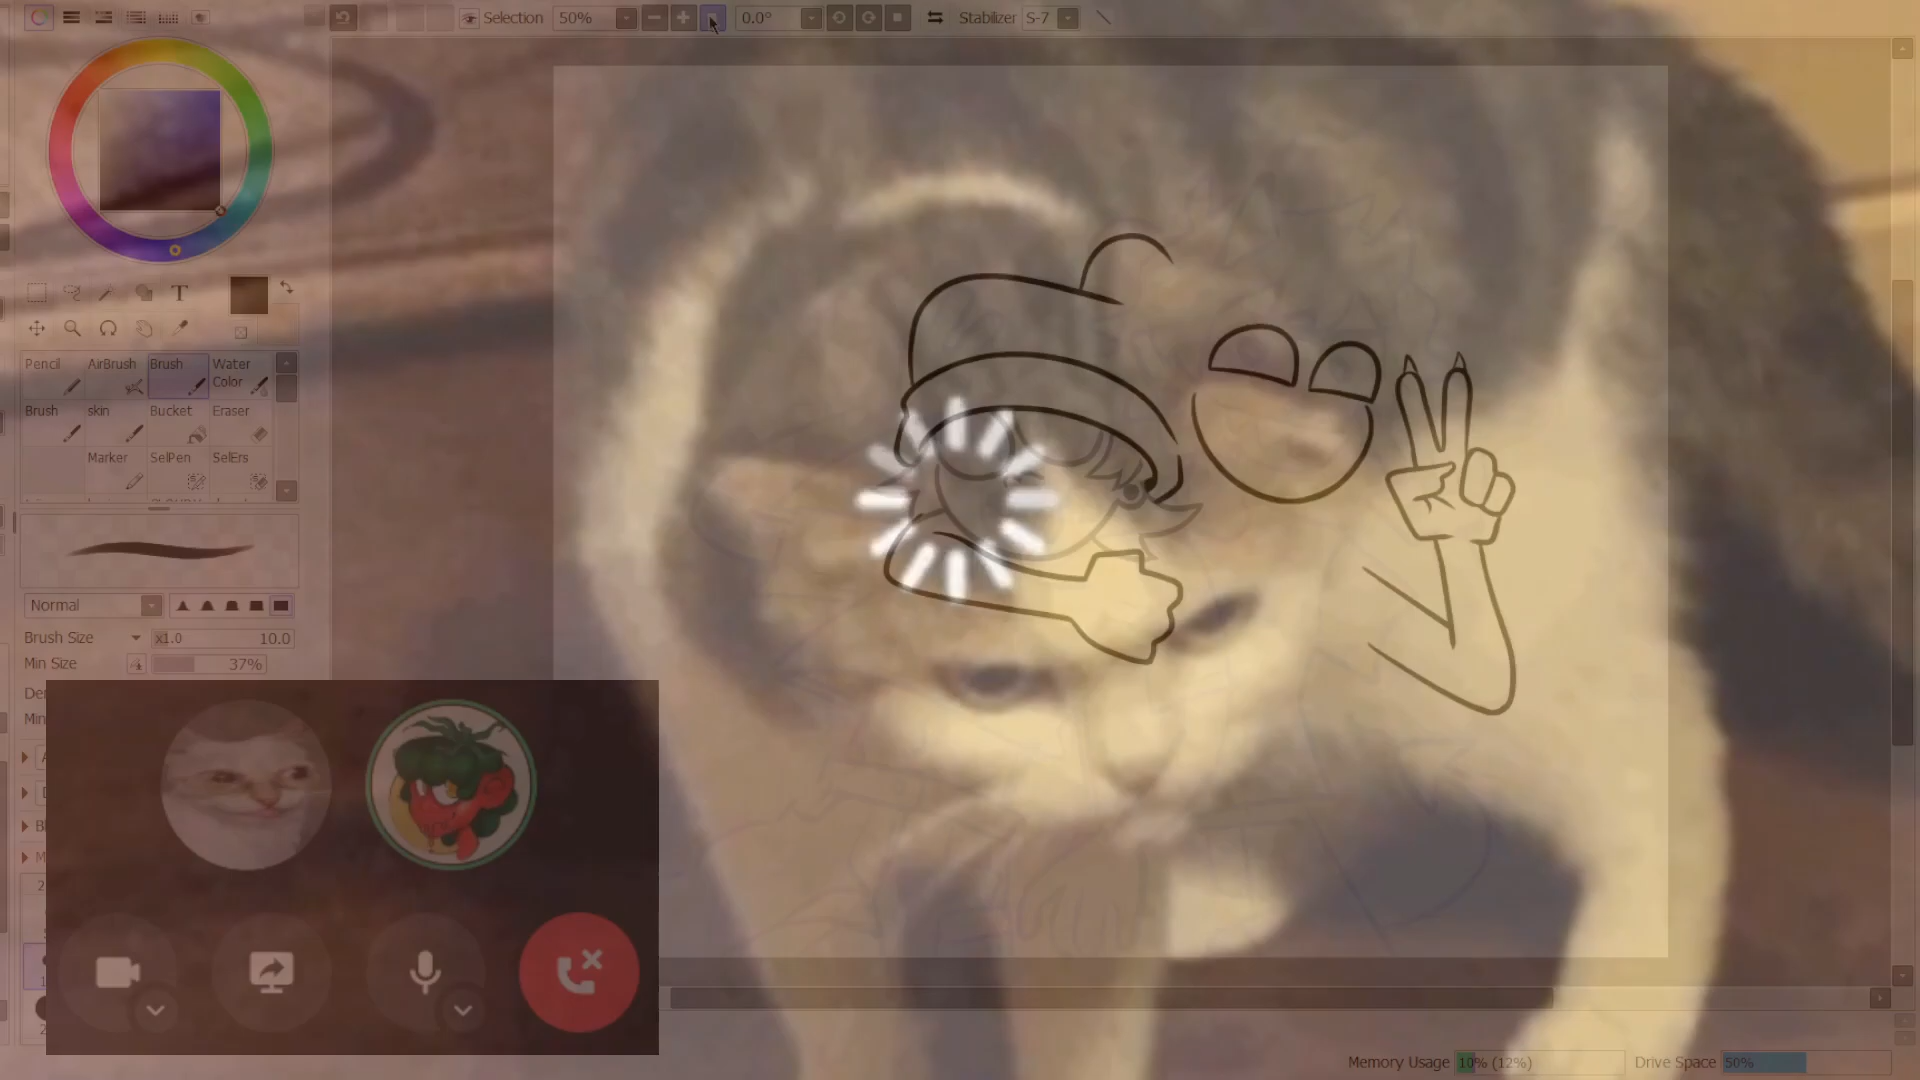 Selection 50% 0.0° Stabilizer S-7
T
Pencil AirBrush Brush Water Color
Brush skin Bucket Eraser
Marker SelPen SelErs
Normal
Brush Size x1.0 10.0
Min Size 37%
Memory Usage 10% (12%) Drive Space 50%